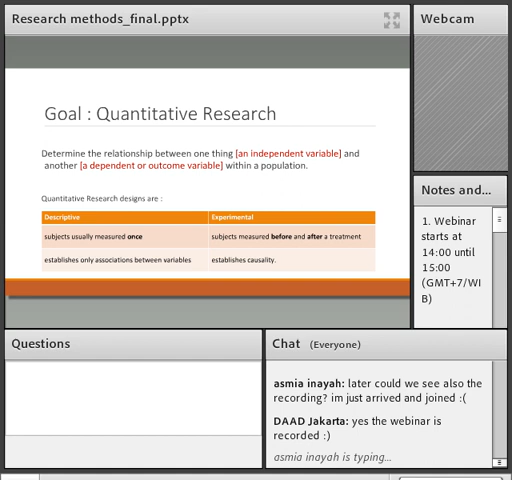 Research methods_final.pptx
Webcam
Goal : Quantitative Research
Determine the relationship between one thing [an independent variable] and
another [a dependent or outcome variable] within a population.
Quantitative Research designs are :
Descriptive
Experimental
subjects usually measured once
subjects measured before and after a treatment
establishes only associations between variables
establishes causality.
Notes and...
1. Webinar
starts at
14:00 until
15:00
(GMT+7/WI
B)
Questions
Chat (Everyone)
asmia inayah: later could we see also the
recording? im just arrived and joined :(
DAAD Jakarta: yes the webinar is
recorded :)
asmia inayah is typing...